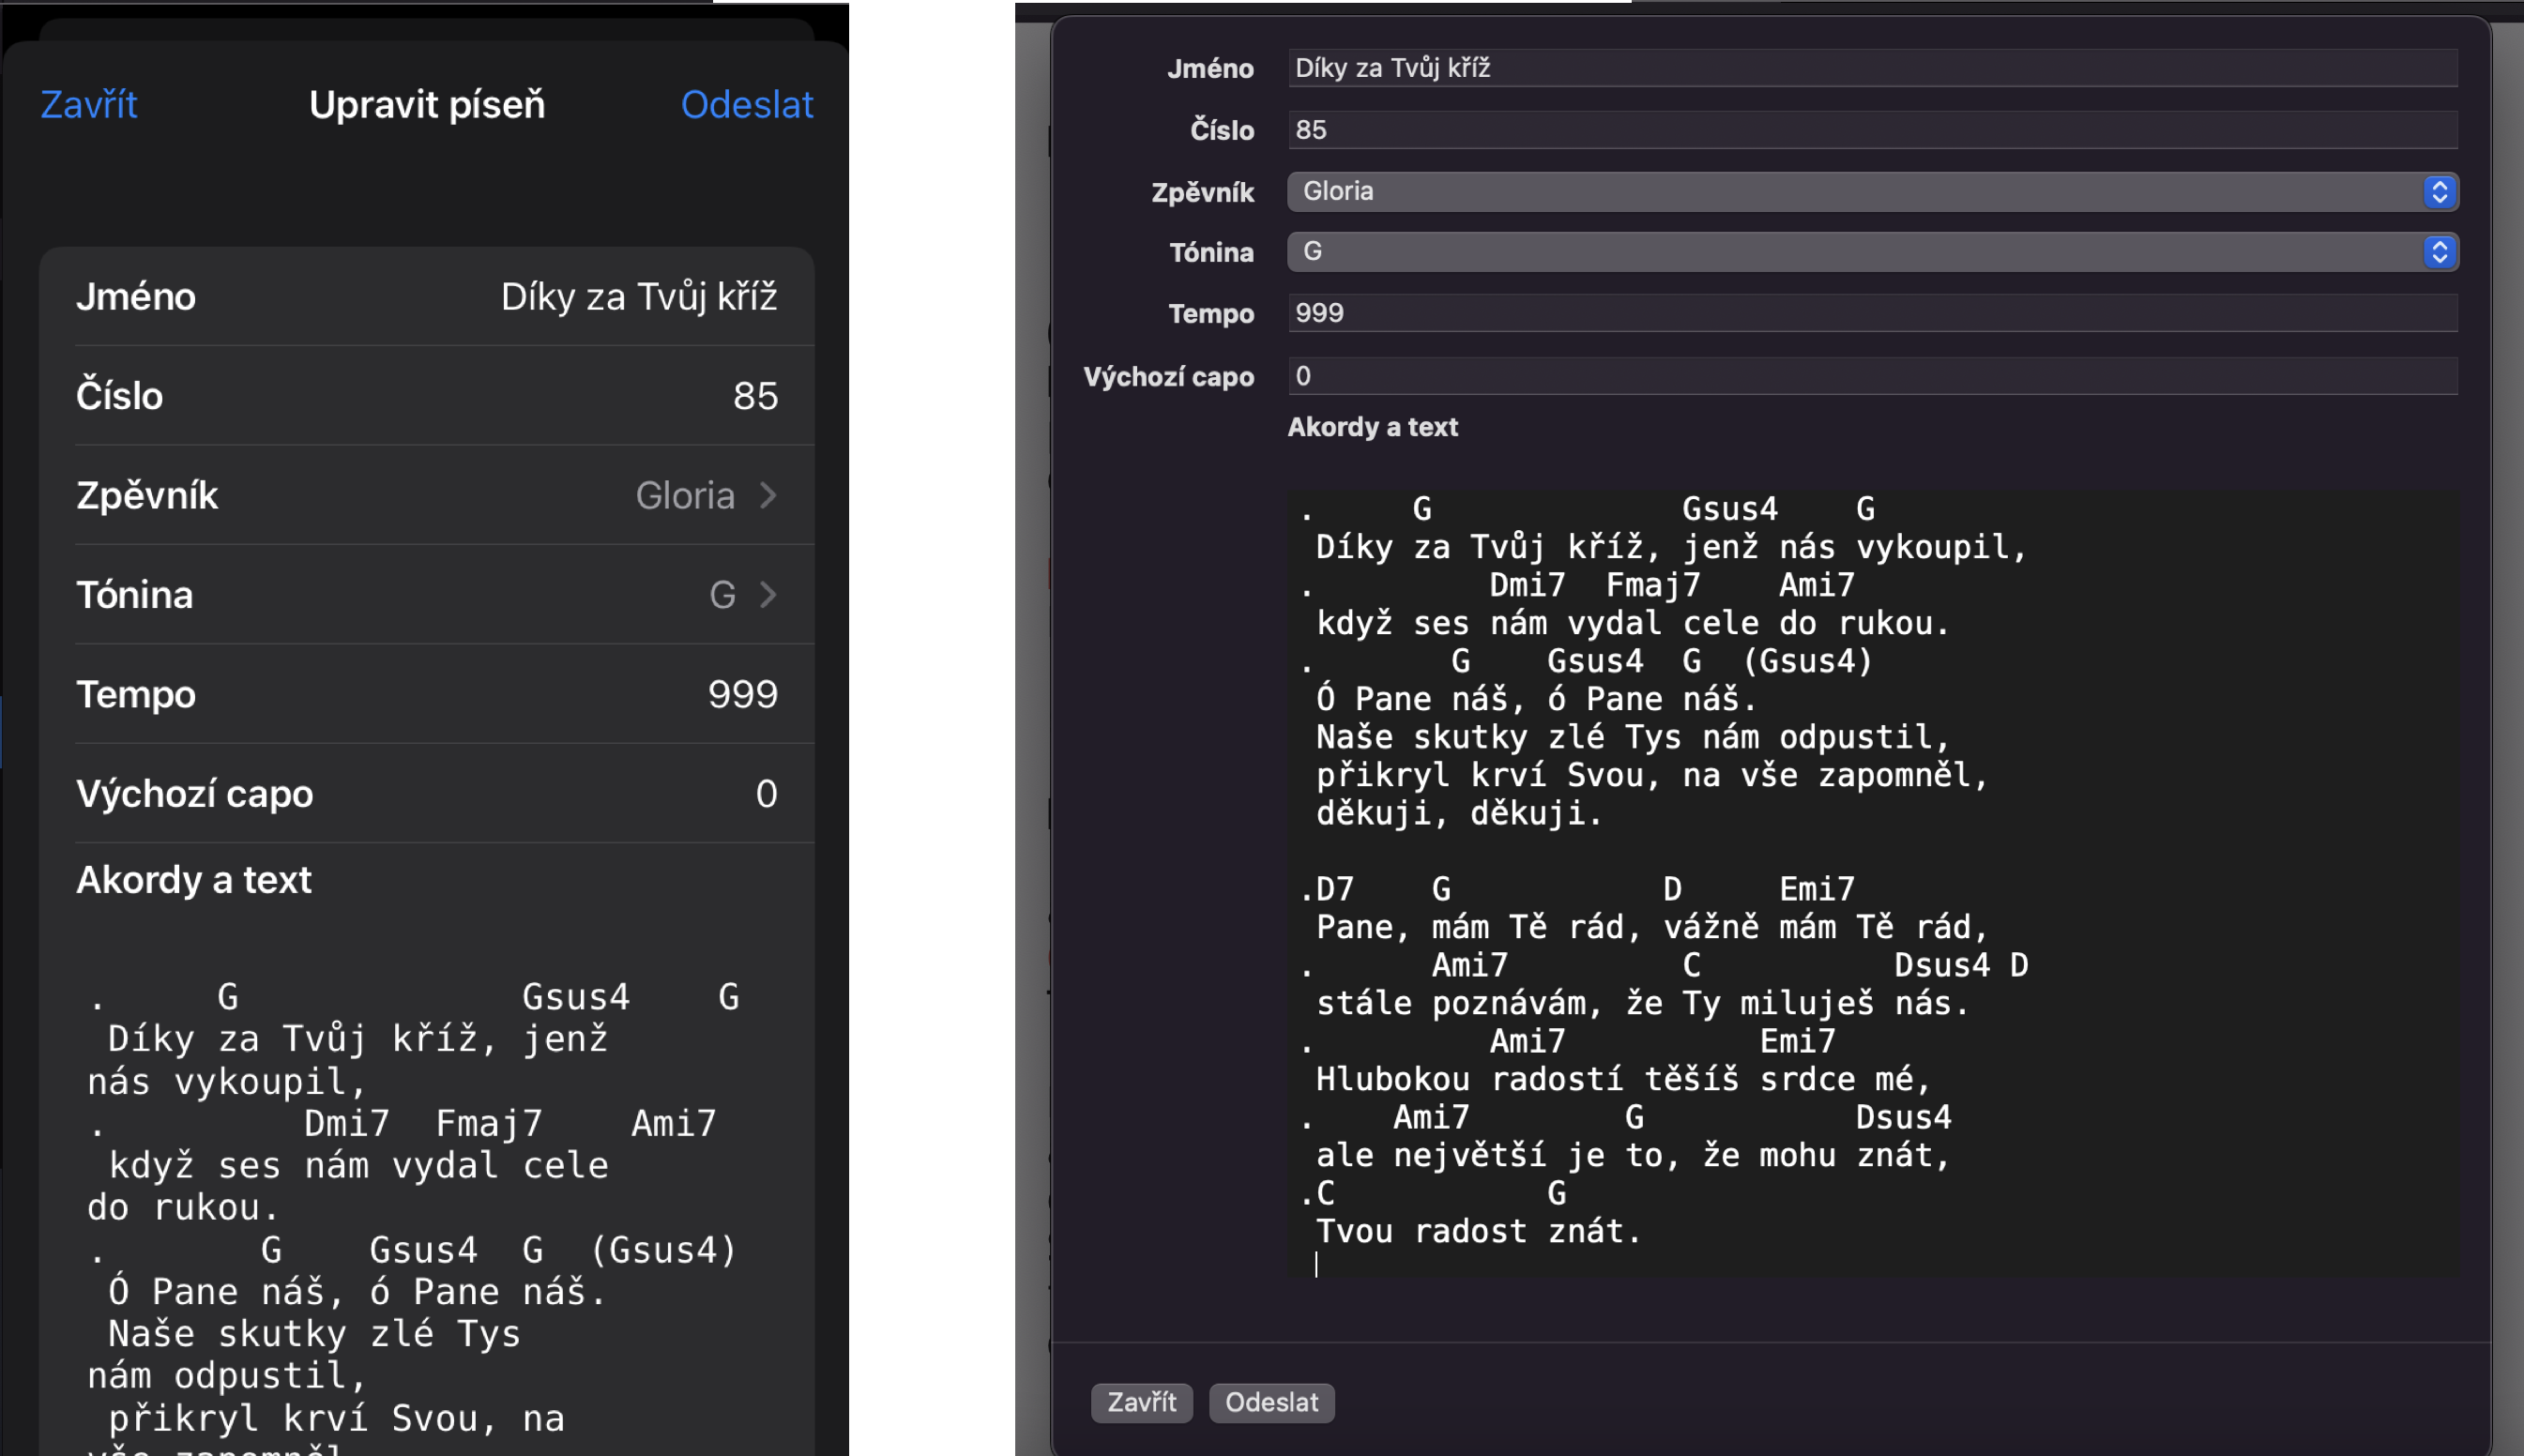 Zavřít Upravit píseň Odeslat
Jméno Díky za Tvůj kříž
Číslo 85
Zpěvník Gloria
Tónina G
Tempo 999
Výchozí capo 0
Akordy a text
.     G             Gsus4    G
 Díky za Tvůj kříž, jenž
nás vykoupil,
.         Dmi7  Fmaj7    Ami7
 když ses nám vydal cele
do rukou.
.       G    Gsus4  G  (Gsus4)
 Ó Pane náš, ó Pane náš.
 Naše skutky zlé Tys
nám odpustil,
 přikryl krví Svou, na
vše zapomněl,
Jméno Díky za Tvůj kříž
Číslo 85
Zpěvník Gloria
Tónina G
Tempo 999
Výchozí capo 0
Akordy a text
.     G             Gsus4    G
 Díky za Tvůj kříž, jenž nás vykoupil,
.         Dmi7  Fmaj7    Ami7
 když ses nám vydal cele do rukou.
.       G    Gsus4  G  (Gsus4)
 Ó Pane náš, ó Pane náš.
 Naše skutky zlé Tys nám odpustil,
 přikryl krví Svou, na vše zapomněl,
 děkuji, děkuji.
.D7    G           D     Emi7
 Pane, mám Tě rád, vážně mám Tě rád,
.      Ami7         C          Dsus4 D
 stále poznávám, že Ty miluješ nás.
.         Ami7          Emi7
 Hlubokou radostí těšíš srdce mé,
.    Ami7        G           Dsus4
 ale největší je to, že mohu znát,
.C           G
 Tvou radost znát.
Zavřít Odeslat